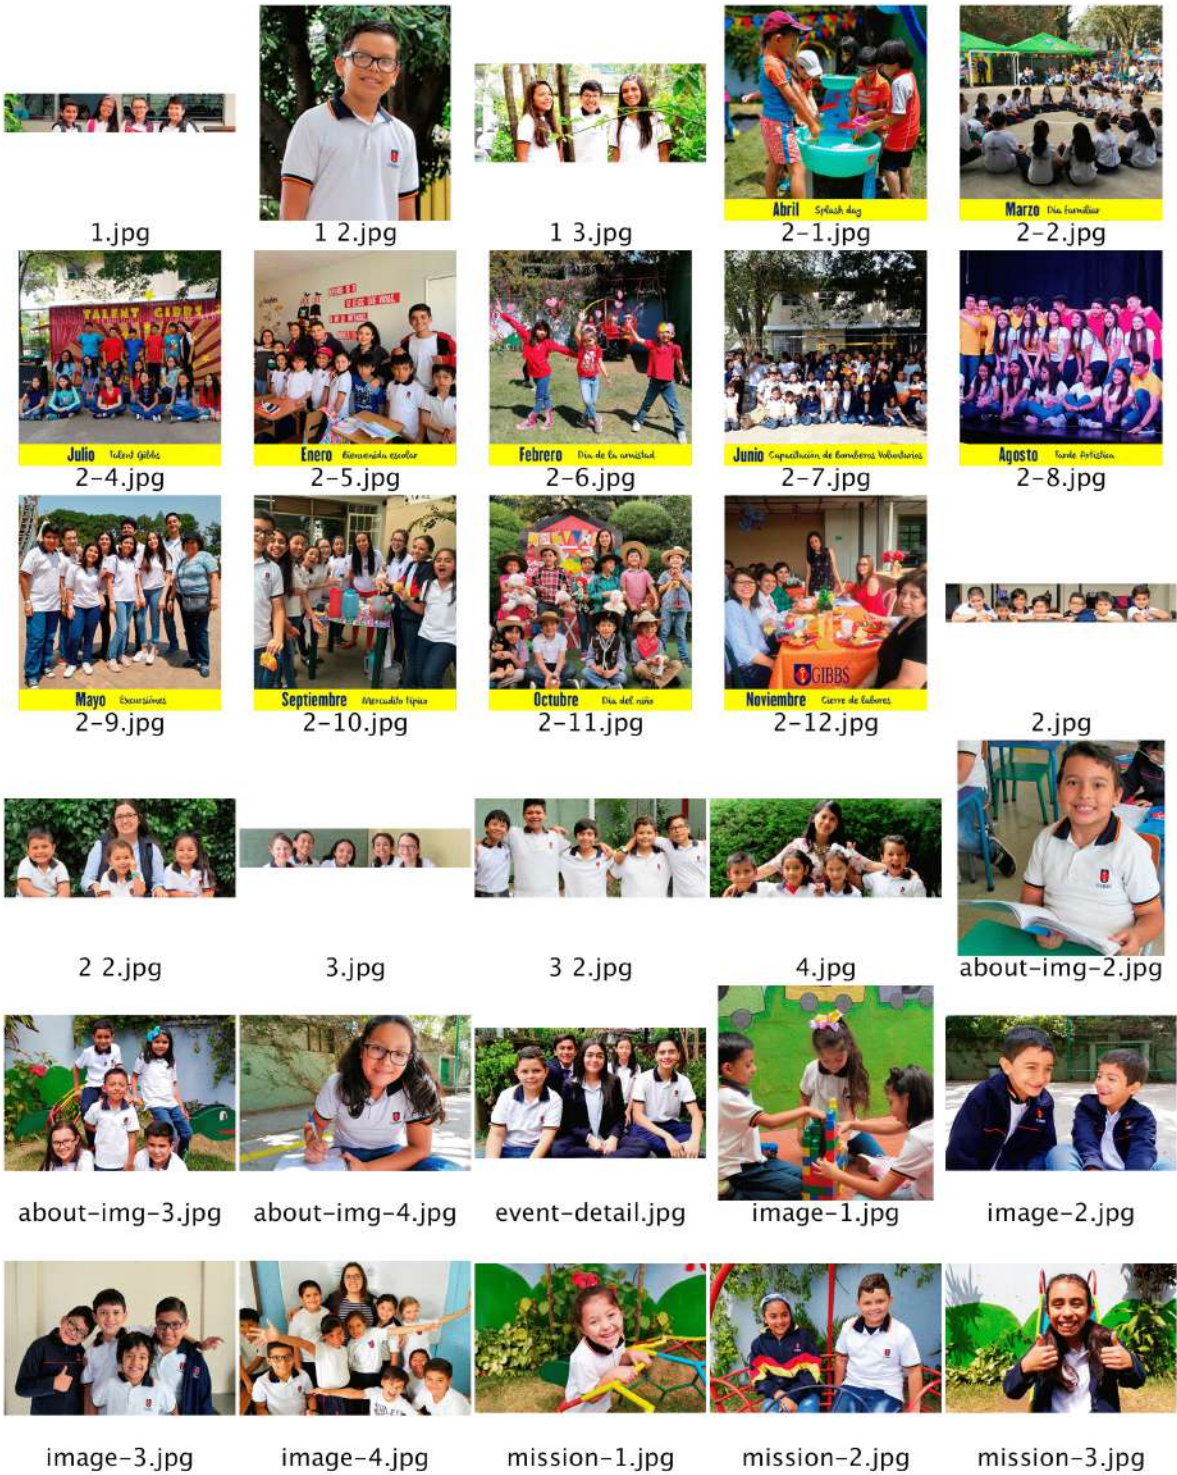 1.jpg
1 2.jpg
1 3.jpg
Abril Splash day
2-1.jpg
Marzo Día familiar
2-2.jpg
TALENT GIBBS
Julio Talent Gibbs
2-4.jpg
Enero Bienvenida escolar
2-5.jpg
Febrero Día de la amistad
2-6.jpg
Junio Capacitación de Bomberos Voluntarios
2-7.jpg
Agosto Tarde Artística
2-8.jpg
Mayo Excursiones
2-9.jpg
Septiembre Mercadito típico
2-10.jpg
Octubre Día del niño
2-11.jpg
GIBBS
Noviembre Cierre de labores
2-12.jpg
2.jpg
2 2.jpg
3.jpg
3 2.jpg
4.jpg
about-img-2.jpg
about-img-3.jpg
about-img-4.jpg
event-detail.jpg
image-1.jpg
image-2.jpg
image-3.jpg
image-4.jpg
mission-1.jpg
mission-2.jpg
mission-3.jpg